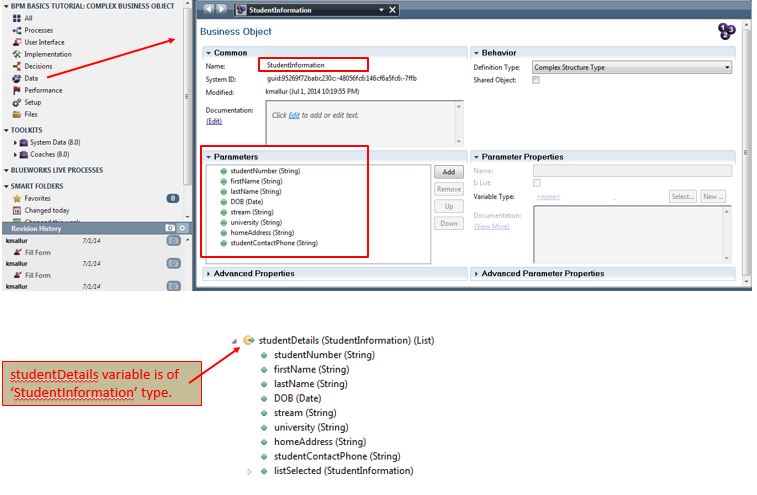 BPM BASICS TUTORIAL: COMPLEX BUSINESS OBJECT
All
Processes
User Interface
Implementation
Decisions
Data
Performance
Setup
Files
TOOLKITS
System Data (8.0)
Coaches (8.0)
BLUEWORKS LIVE PROCESSES
SMART FOLDERS
Favorites 0
Changed today
Revision History
kmallur 7/1/14
Fill Form
kmallur 7/1/14
Fill Form
kmallur 7/1/14
StudentInformation
Business Object
Common
Name: StudentInformation
System ID: guid:95269f72babc230c:-48056fc6:146cf6a5fc6:-7ffb
Modified: kmallur (Jul 1, 2014 10:19:55 PM)
Documentation:
(Edit)
Click Edit to add or edit text.
Behavior
Definition Type: Complex Structure Type
Shared Object:
Parameters
studentNumber (String)
firstName (String)
lastName (String)
DOB (Date)
stream (String)
university (String)
homeAddress (String)
studentContactPhone (String)
Add
Remove
Up
Down
Parameter Properties
Name:
Is List:
Variable Type: <none> Select... New ...
Documentation:
(View More)
Advanced Properties
Advanced Parameter Properties
studentDetails (StudentInformation) (List)
studentNumber (String)
firstName (String)
lastName (String)
DOB (Date)
stream (String)
university (String)
homeAddress (String)
studentContactPhone (String)
listSelected (StudentInformation)
studentDetails variable is of
‘StudentInformation’ type.